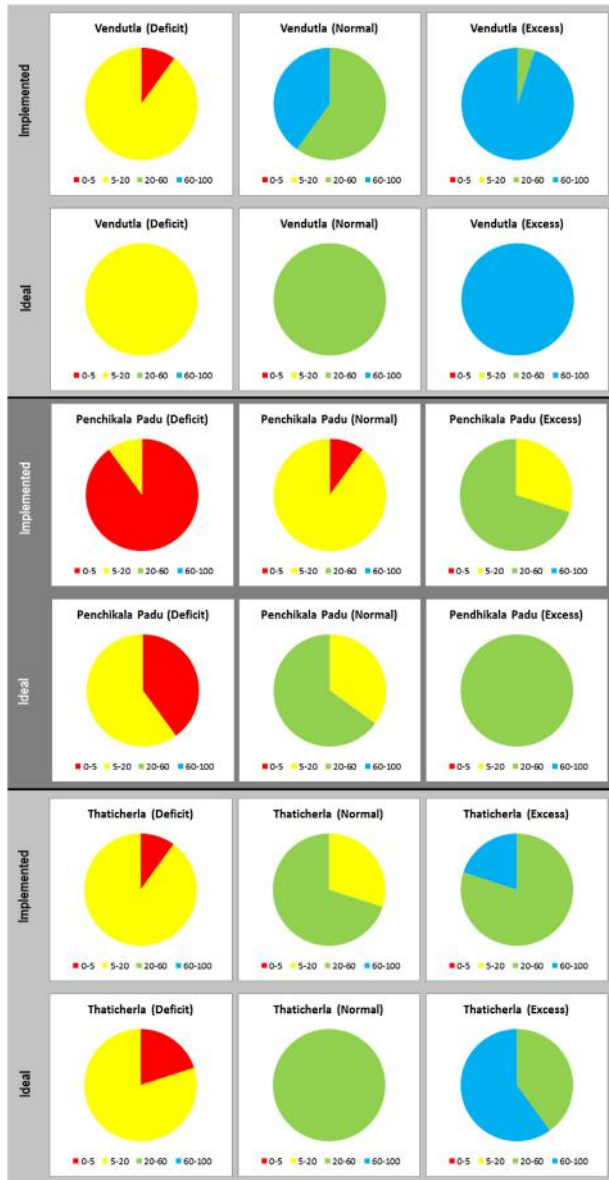 Implemented
Vendutla (Deficit)
0-5 5-20 20-60 60-100
Vendutla (Normal)
0-5 5-20 20-60 60-100
Vendutla (Excess)
0-5 5-20 20-60 60-100
Ideal
Vendutla (Deficit)
0-5 5-20 20-60 60-100
Vendutla (Normal)
0-5 5-20 20-60 60-100
Vendutla (Excess)
0-5 5-20 20-60 60-100
Implemented
Penchikala Padu (Deficit)
0-5 5-20 20-60 60-100
Penchikala Padu (Normal)
0-5 5-20 20-60 60-100
Penchikala Padu (Excess)
0-5 5-20 20-60 60-100
Ideal
Penchikala Padu (Deficit)
0-5 5-20 20-60 60-100
Penchikala Padu (Normal)
0-5 5-20 20-60 60-100
Pendhikala Padu (Excess)
0-5 5-20 20-60 60-100
Implemented
Thaticherla (Deficit)
0-5 5-20 20-60 60-100
Thaticherla (Normal)
0-5 5-20 20-60 60-100
Thaticherla (Excess)
0-5 5-20 20-60 60-100
Ideal
Thaticherla (Deficit)
0-5 5-20 20-60 60-100
Thaticherla (Normal)
0-5 5-20 20-60 60-100
Thaticherla (Excess)
0-5 5-20 20-60 60-100